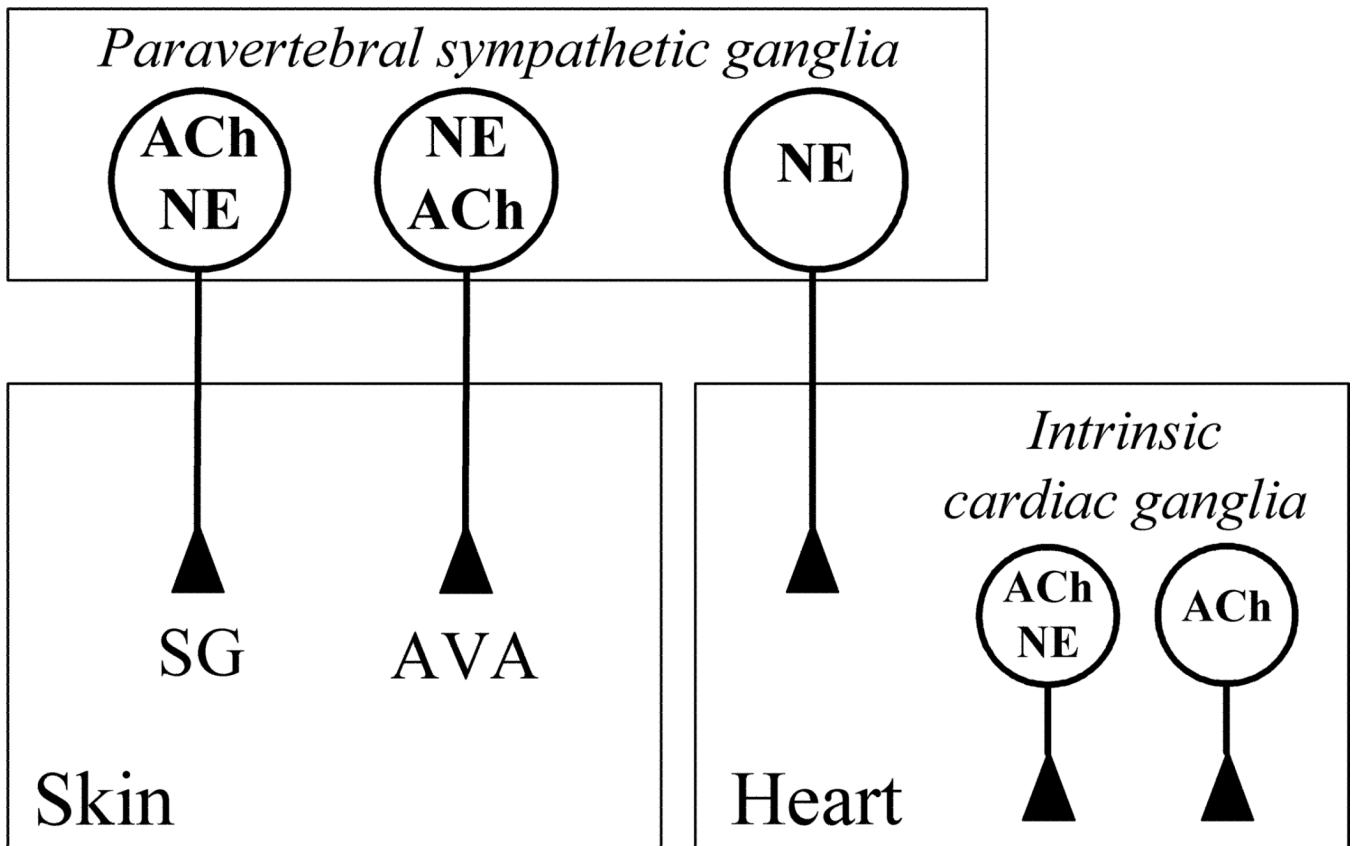 Paravertebral sympathetic ganglia
ACh
NE
NE
ACh
NE
SG
AVA
Skin
Intrinsic
cardiac ganglia
ACh
NE
ACh
Heart